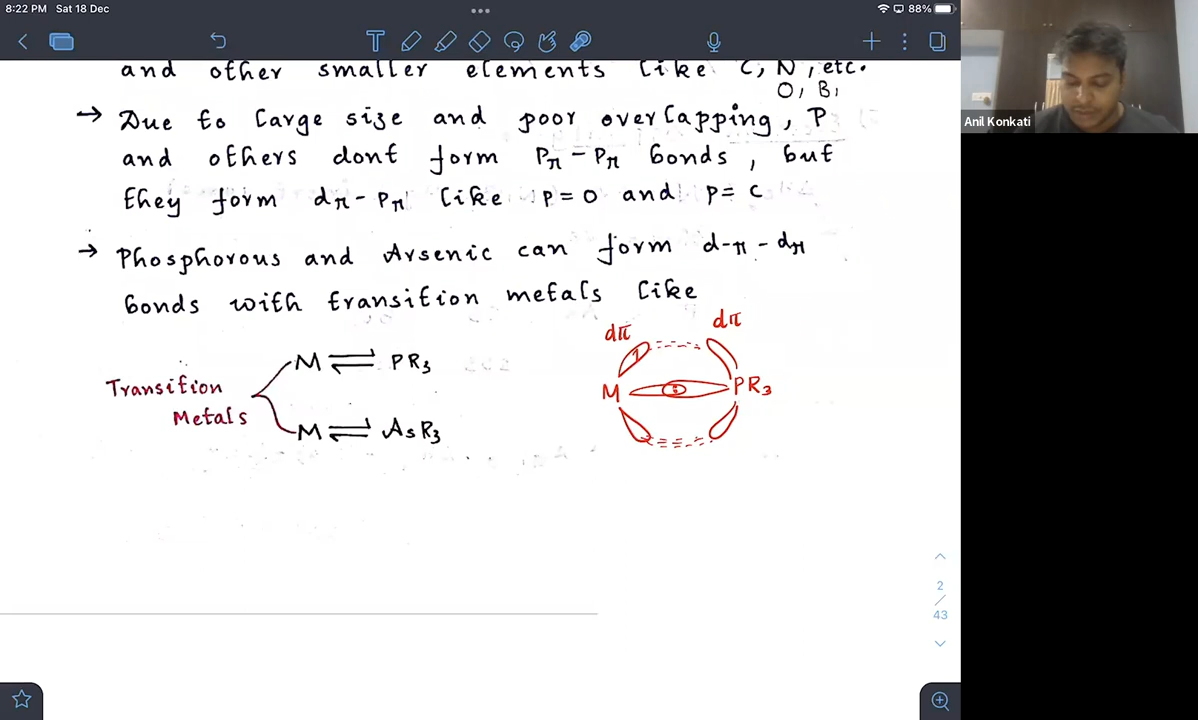 8:22 PM Sat 18 Dec
88%
and other smaller elements like C, N, etc.
O, B,
→ Due to large size and poor overlapping, P
and others dont form Pπ - Pπ bonds, but
they form dπ - Pπ like P = O and P = C
→ Phosphorous and Arsenic can form d-π - dπ
bonds with transition metals like
Transition Metals
M ⇌ PR3
M ⇌ AsR3
dπ dπ
M PR3
Anil Konkati
2
/
43